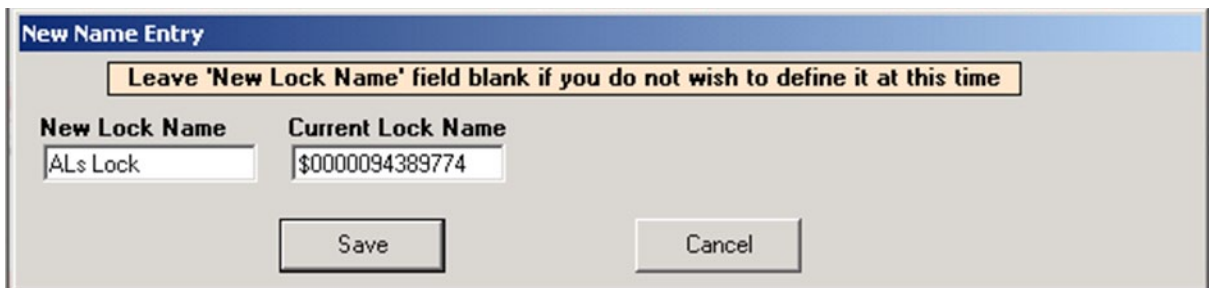 New Name Entry
Leave 'New Lock Name' field blank if you do not wish to define it at this time
New Lock Name Current Lock Name
ALs Lock $0000094389774
Save Cancel